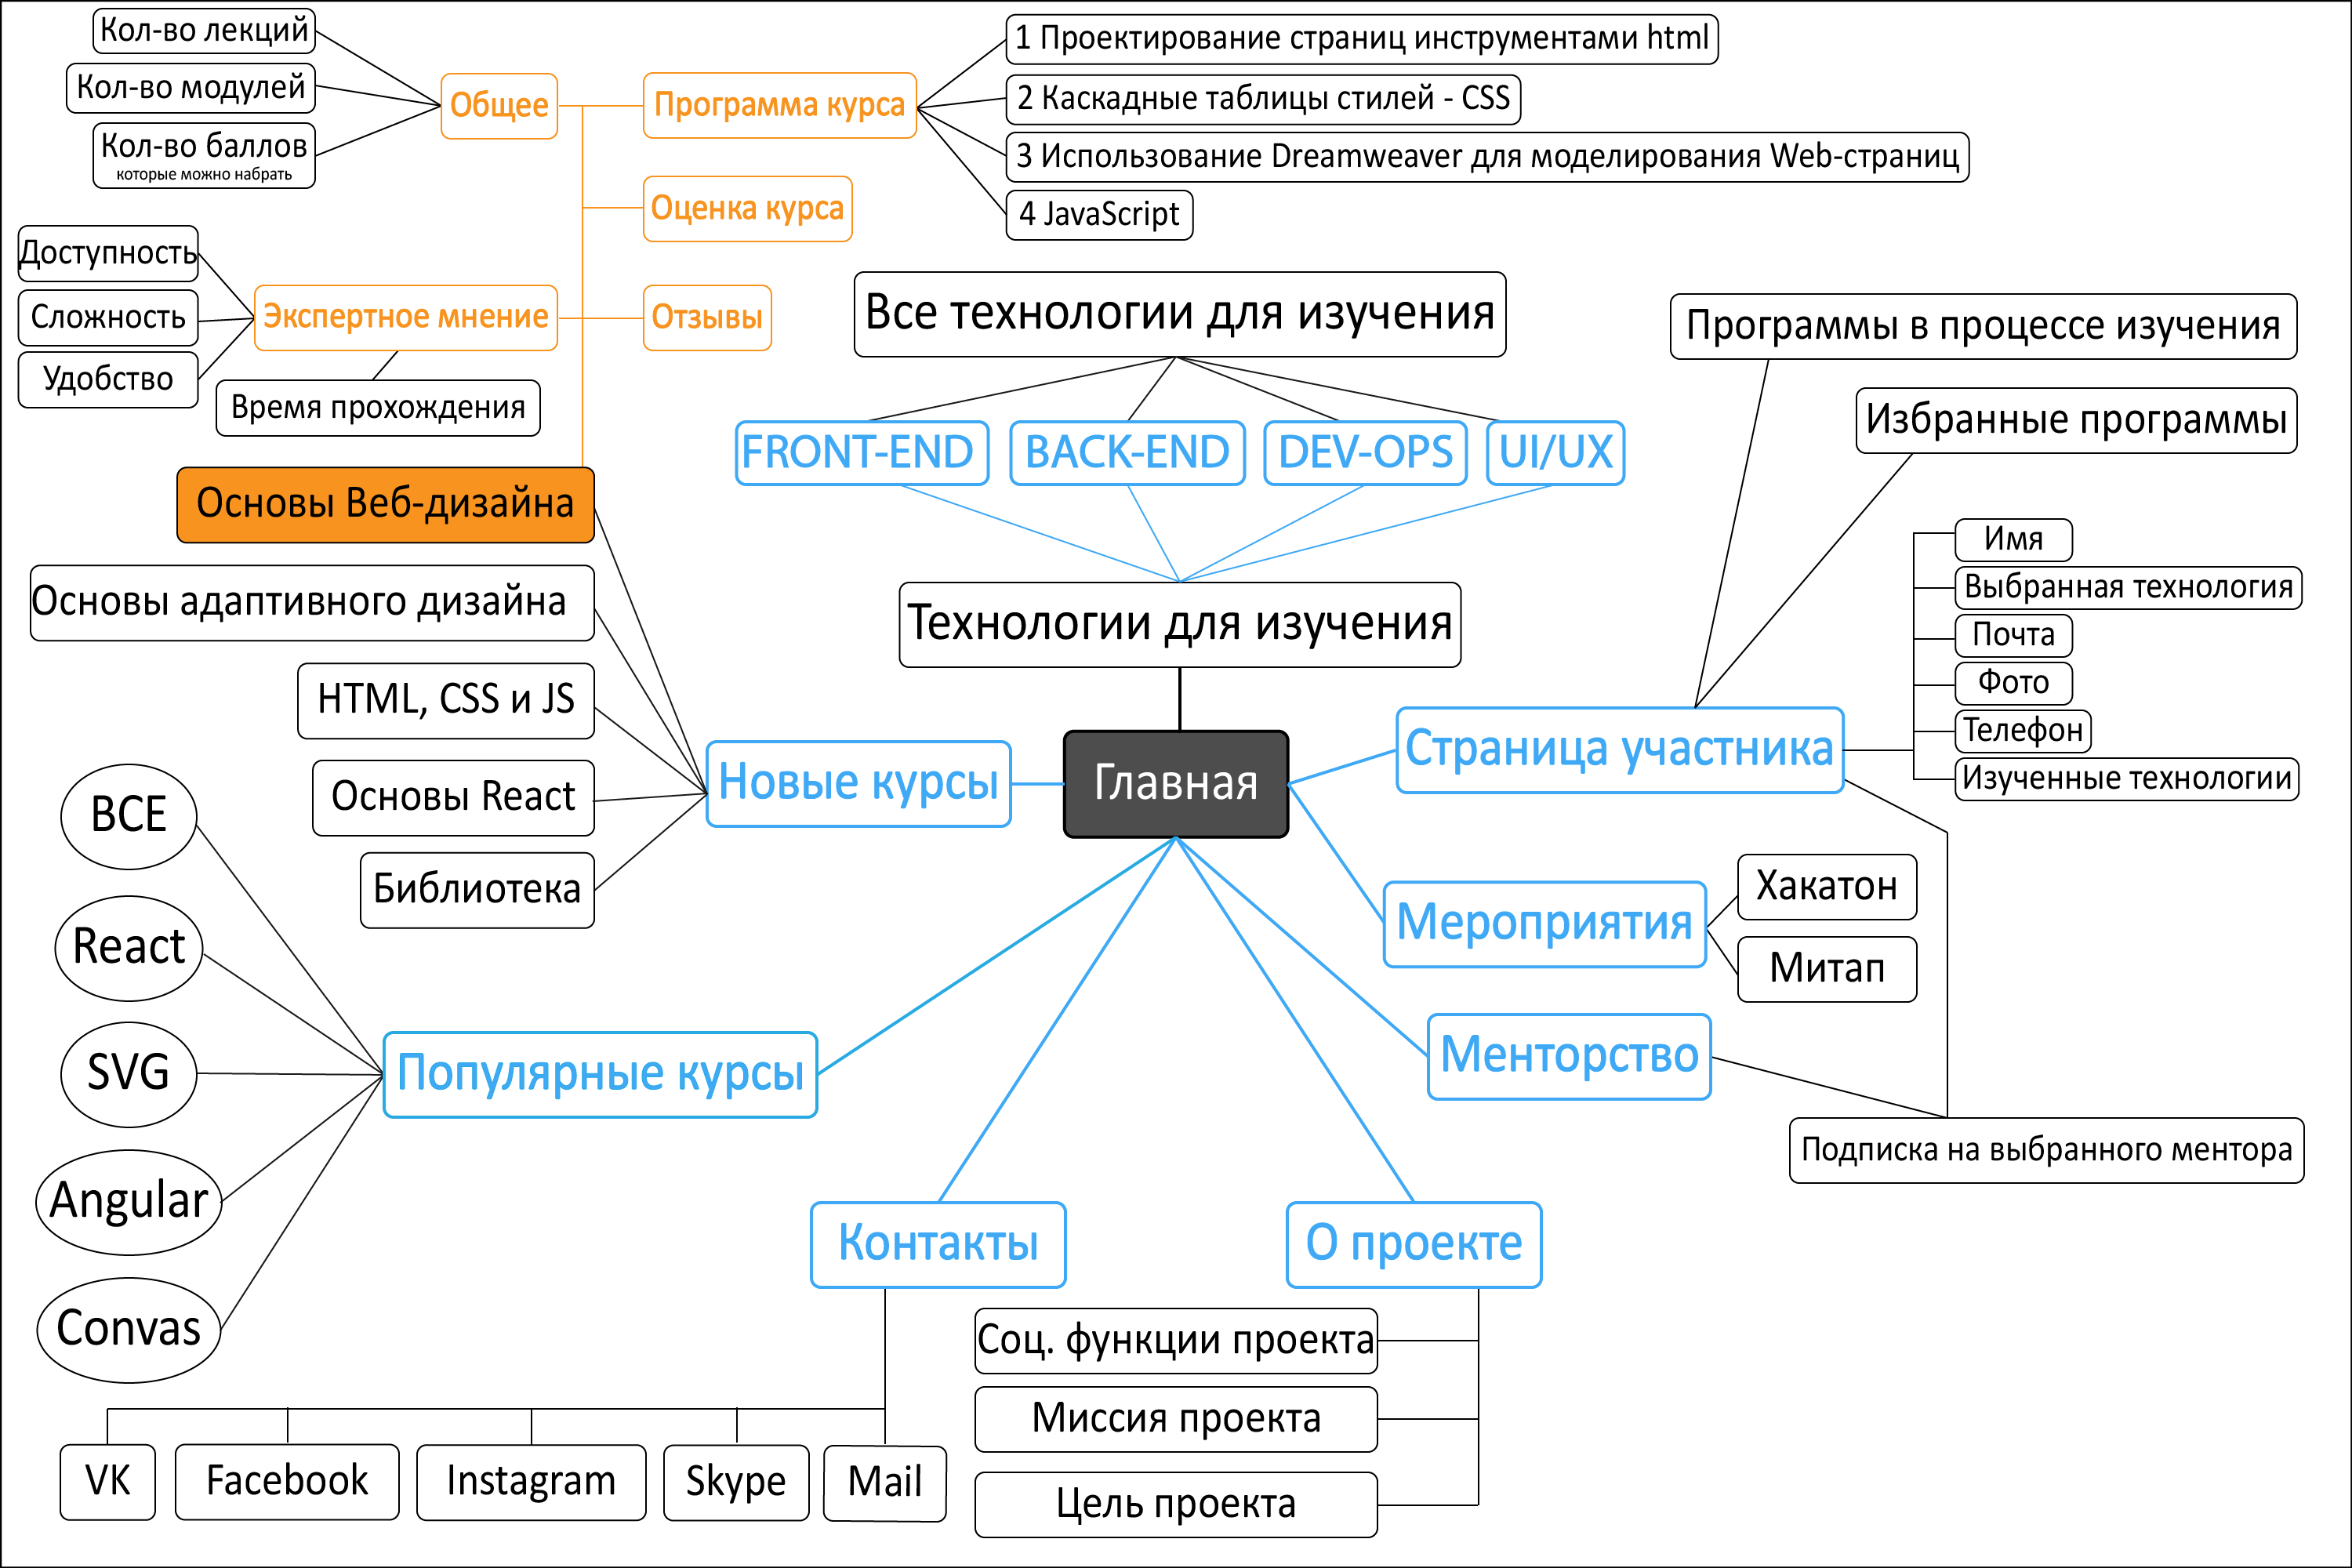 Кол-во лекций
Кол-во модулей
Кол-во баллов
которые можно набрать
Общее
Программа курса
1 Проектирование страниц инструментами html
2 Каскадные таблицы стилей - CSS
3 Использование Dreamweaver для моделирования Web-страниц
4 JavaScript
Оценка курса
Доступность
Сложность
Удобство
Экспертное мнение
Отзывы
Время прохождения
Все технологии для изучения
FRONT-END
BACK-END
DEV-OPS
UI/UX
Технологии для изучения
Программы в процессе изучения
Избранные программы
Имя
Выбранная технология
Почта
Фото
Телефон
Изученные технологии
Основы Веб-дизайна
Основы адаптивного дизайна
HTML, CSS и JS
Основы React
Библиотека
Новые курсы
Главная
Страница участника
Мероприятия
Хакатон
Митап
Менторство
Подписка на выбранного ментора
ВСЕ
React
SVG
Angular
Convas
Популярные курсы
Контакты
О проекте
Соц. функции проекта
Миссия проекта
Цель проекта
VK
Facebook
Instagram
Skype
Mail